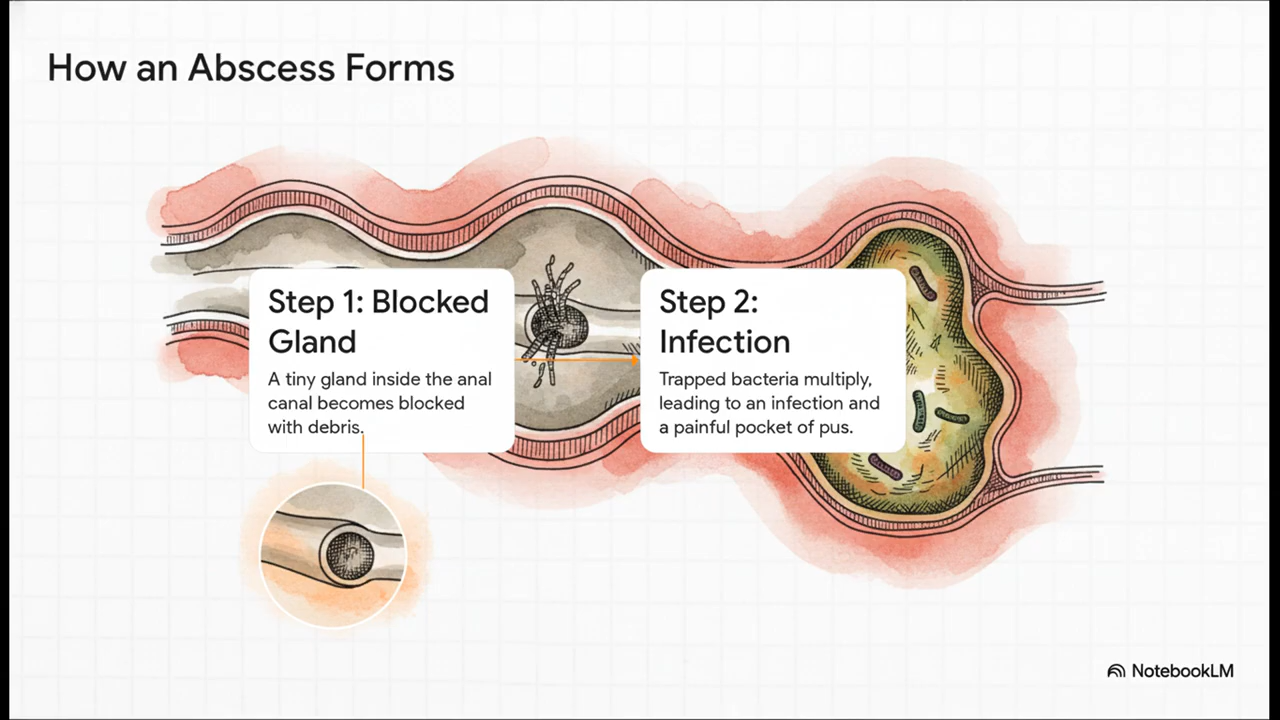 How an Abscess Forms
Step 1: Blocked
Gland
A tiny gland inside the anal
canal becomes blocked
with debris.
Step 2:
Infection
Trapped bacteria multiply,
leading to an infection and
a painful pocket of pus.
NotebookLM